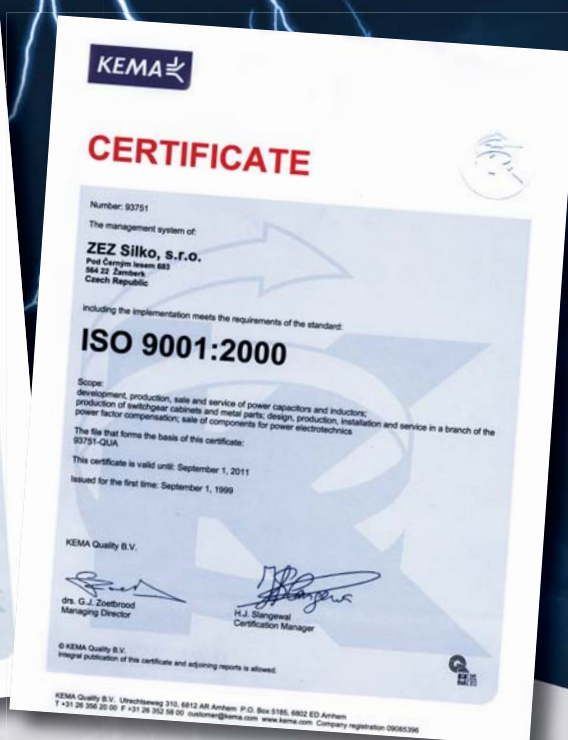 KEMA
CERTIFICATE
Number: 93751
The management system of:
ZEZ Silko, s.r.o.
Pod Černým lesem 683
564 22 Žamberk
Czech Republic
including the implementation meets the requirements of the standard:
ISO 9001:2000
Scope:
development, production, sale and service of power capacitors and inductors;
production of switchgear cabinets and metal parts; design, production, installation and service in a branch of the
power factor compensation; sale of components for power electrotechnics
The file that forms the basis of this certificate:
93751-QUA
This certificate is valid until: September 1, 2011
Issued for the first time: September 1, 1999
KEMA Quality B.V.
drs. G.J. Zoetbrood
Managing Director
H.J. Slangewal
Certification Manager
© KEMA Quality B.V.
Integral publication of this certificate and adjoining reports is allowed.
KEMA Quality B.V. Utrechtseweg 310, 6812 AR Arnhem P.O. Box 5185, 6802 ED Arnhem
T +31 26 356 20 00 F +31 26 352 58 00 customer@kema.com www.kema.com Company registration 09085396